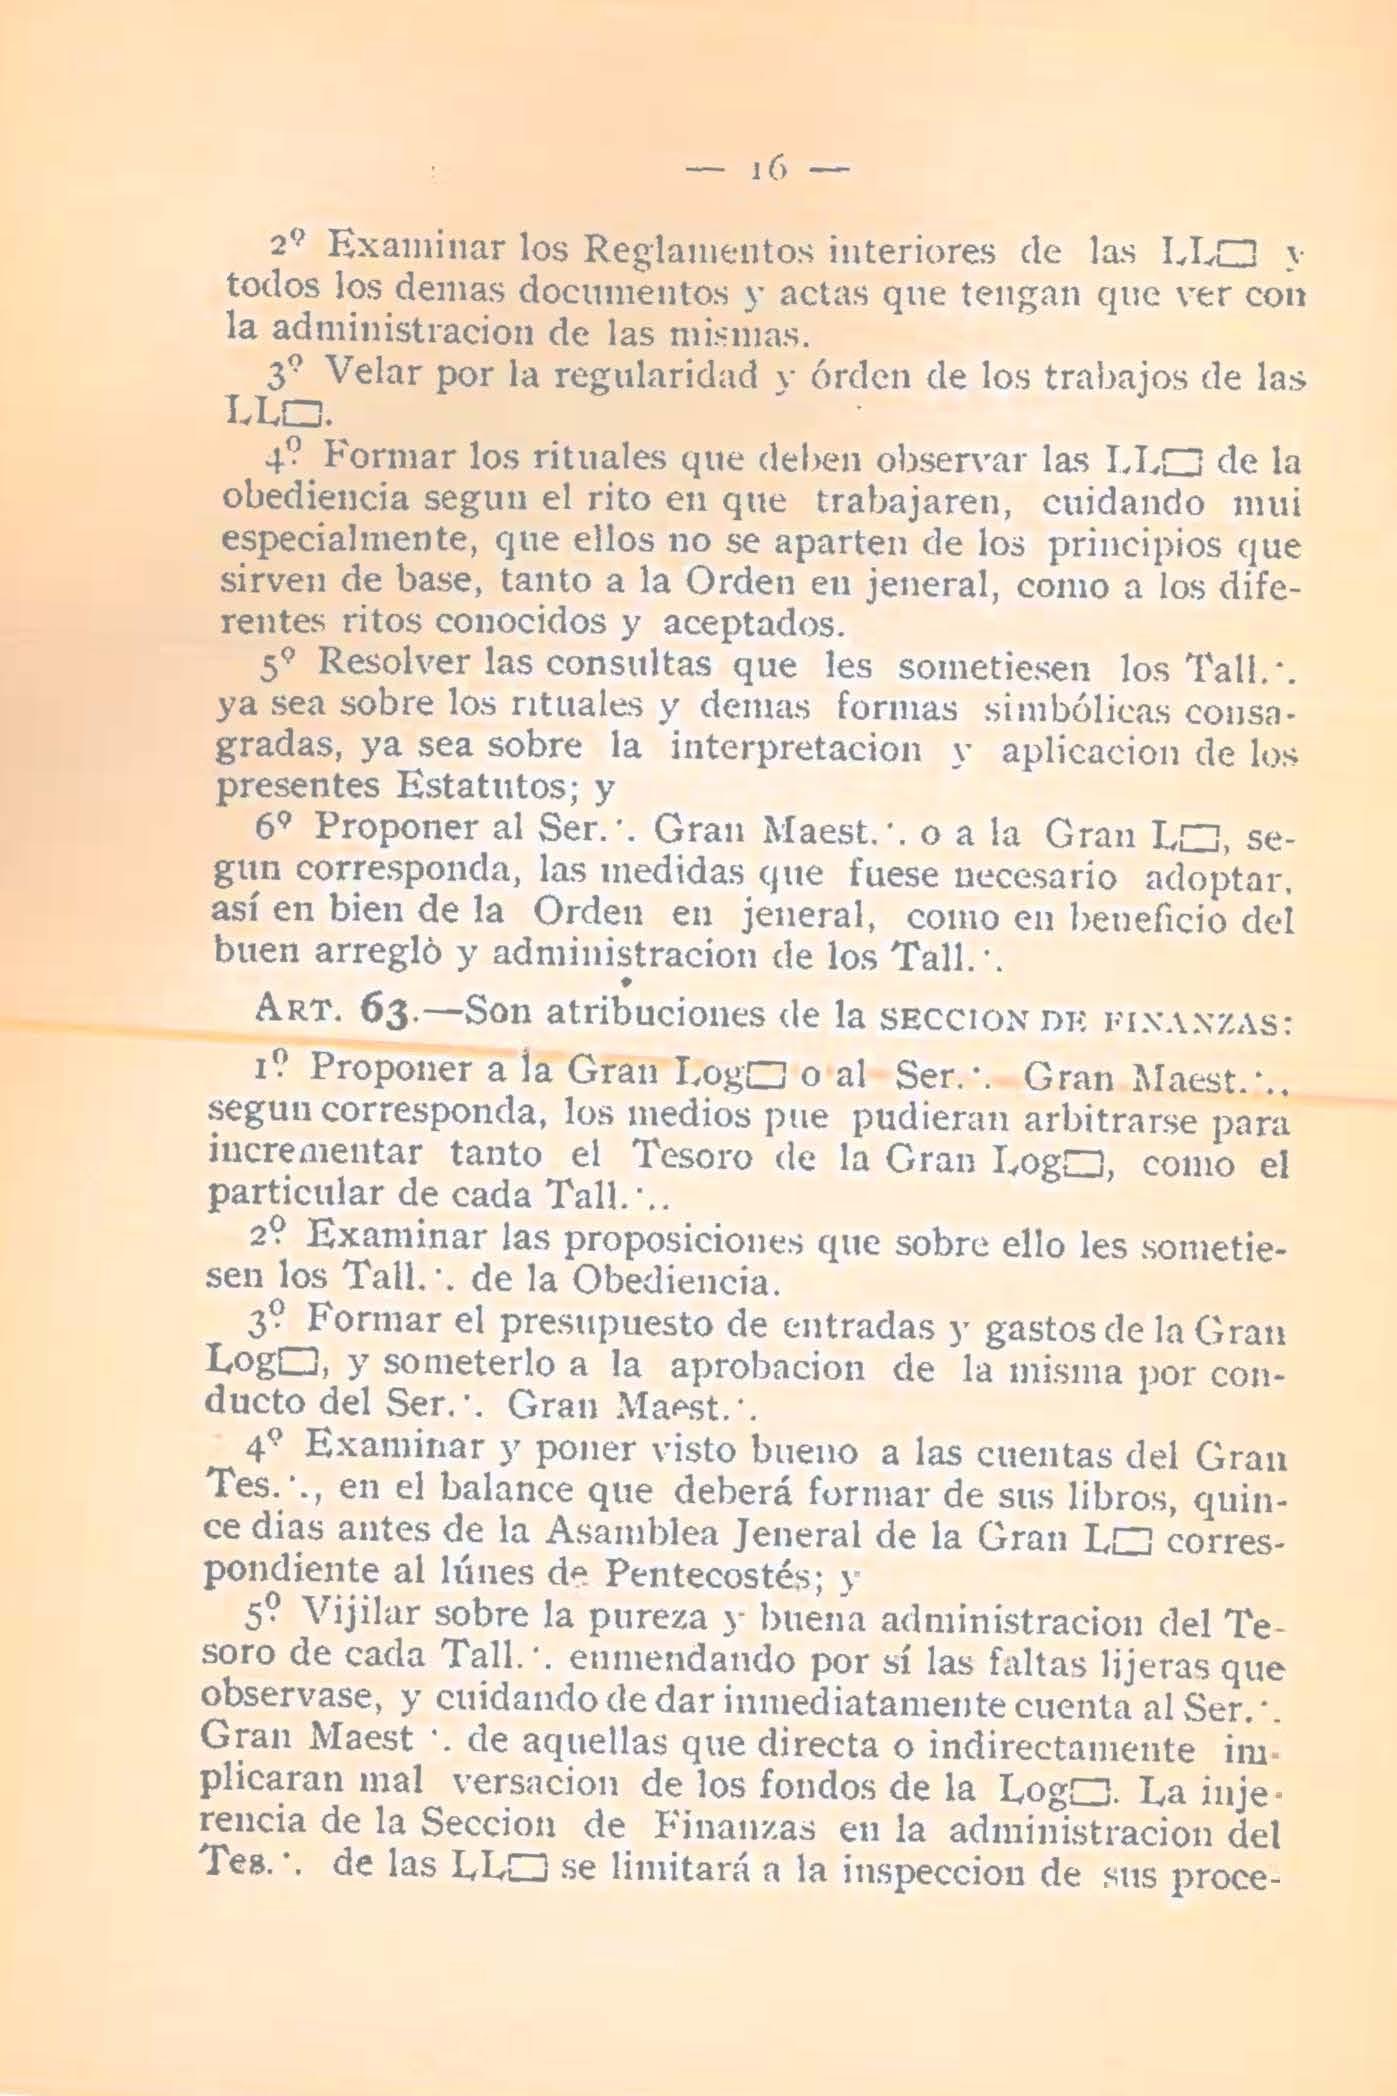 — 16 —
2º Examinar los Reglamentos interiores de las LL▭ y
todos los demas documentos y actas que tengan que ver con
la administracion de las mismas.
3º Velar por la regularidad y órden de los trabajos de las
LL▭.
4º Formar los rituales que deben observar las LL▭ de la
obediencia segun el rito en que trabajaren, cuidando mui
especialmente, que ellos no se aparten de los principios que
sirven de base, tanto a la Orden en jeneral, como a los dife-
rentes ritos conocidos y aceptados.
5º Resolver las consultas que les sometiesen los Tall.·.
ya sea sobre los rituales y demas formas simbólicas consa-
gradas, ya sea sobre la interpretacion y aplicacion de los
presentes Estatutos; y
6º Proponer al Ser.·. Gran Maest.·. o a la Gran L▭, se-
gun corresponda, las medidas que fuese necesario adoptar,
así en bien de la Orden en jeneral, como en beneficio del
buen arreglò y administracion de los Tall.·.
ART. 63.—Son atribuciones de la SECCION DE FINANZAS:
1º Proponer a la Gran Log▭ o al Ser.·. Gran Maest.·.,
segun corresponda, los medios pue pudieran arbitrarse para
incrementar tanto el Tesoro de la Gran Log▭, como el
particular de cada Tall.·..
2º Examinar las proposiciones que sobre ello les sometie-
sen los Tall.·. de la Obediencia.
3º Formar el presupuesto de entradas y gastos de la Gran
Log▭, y someterlo a la aprobacion de la misma por con-
ducto del Ser.·. Gran Maest.·.
4º Examinar y poner visto bueno a las cuentas del Gran
Tes.·., en el balance que deberá formar de sus libros, quin-
ce dias antes de la Asamblea Jeneral de la Gran L▭ corres-
pondiente al lúnes de Pentecostés; y
5º Vijilar sobre la pureza y buena administracion del Te-
soro de cada Tall.·. enmendando por sí las faltas lijeras que
observase, y cuidando de dar inmediatamente cuenta al Ser.·.
Gran Maest ·. de aquellas que directa o indirectamente im-
plicaran mal versacion de los fondos de la Log▭. La inje-
rencia de la Seccion de Finanzas en la administracion del
Tes.·. de las LL▭ se limitará a la inspeccion de sus proce-